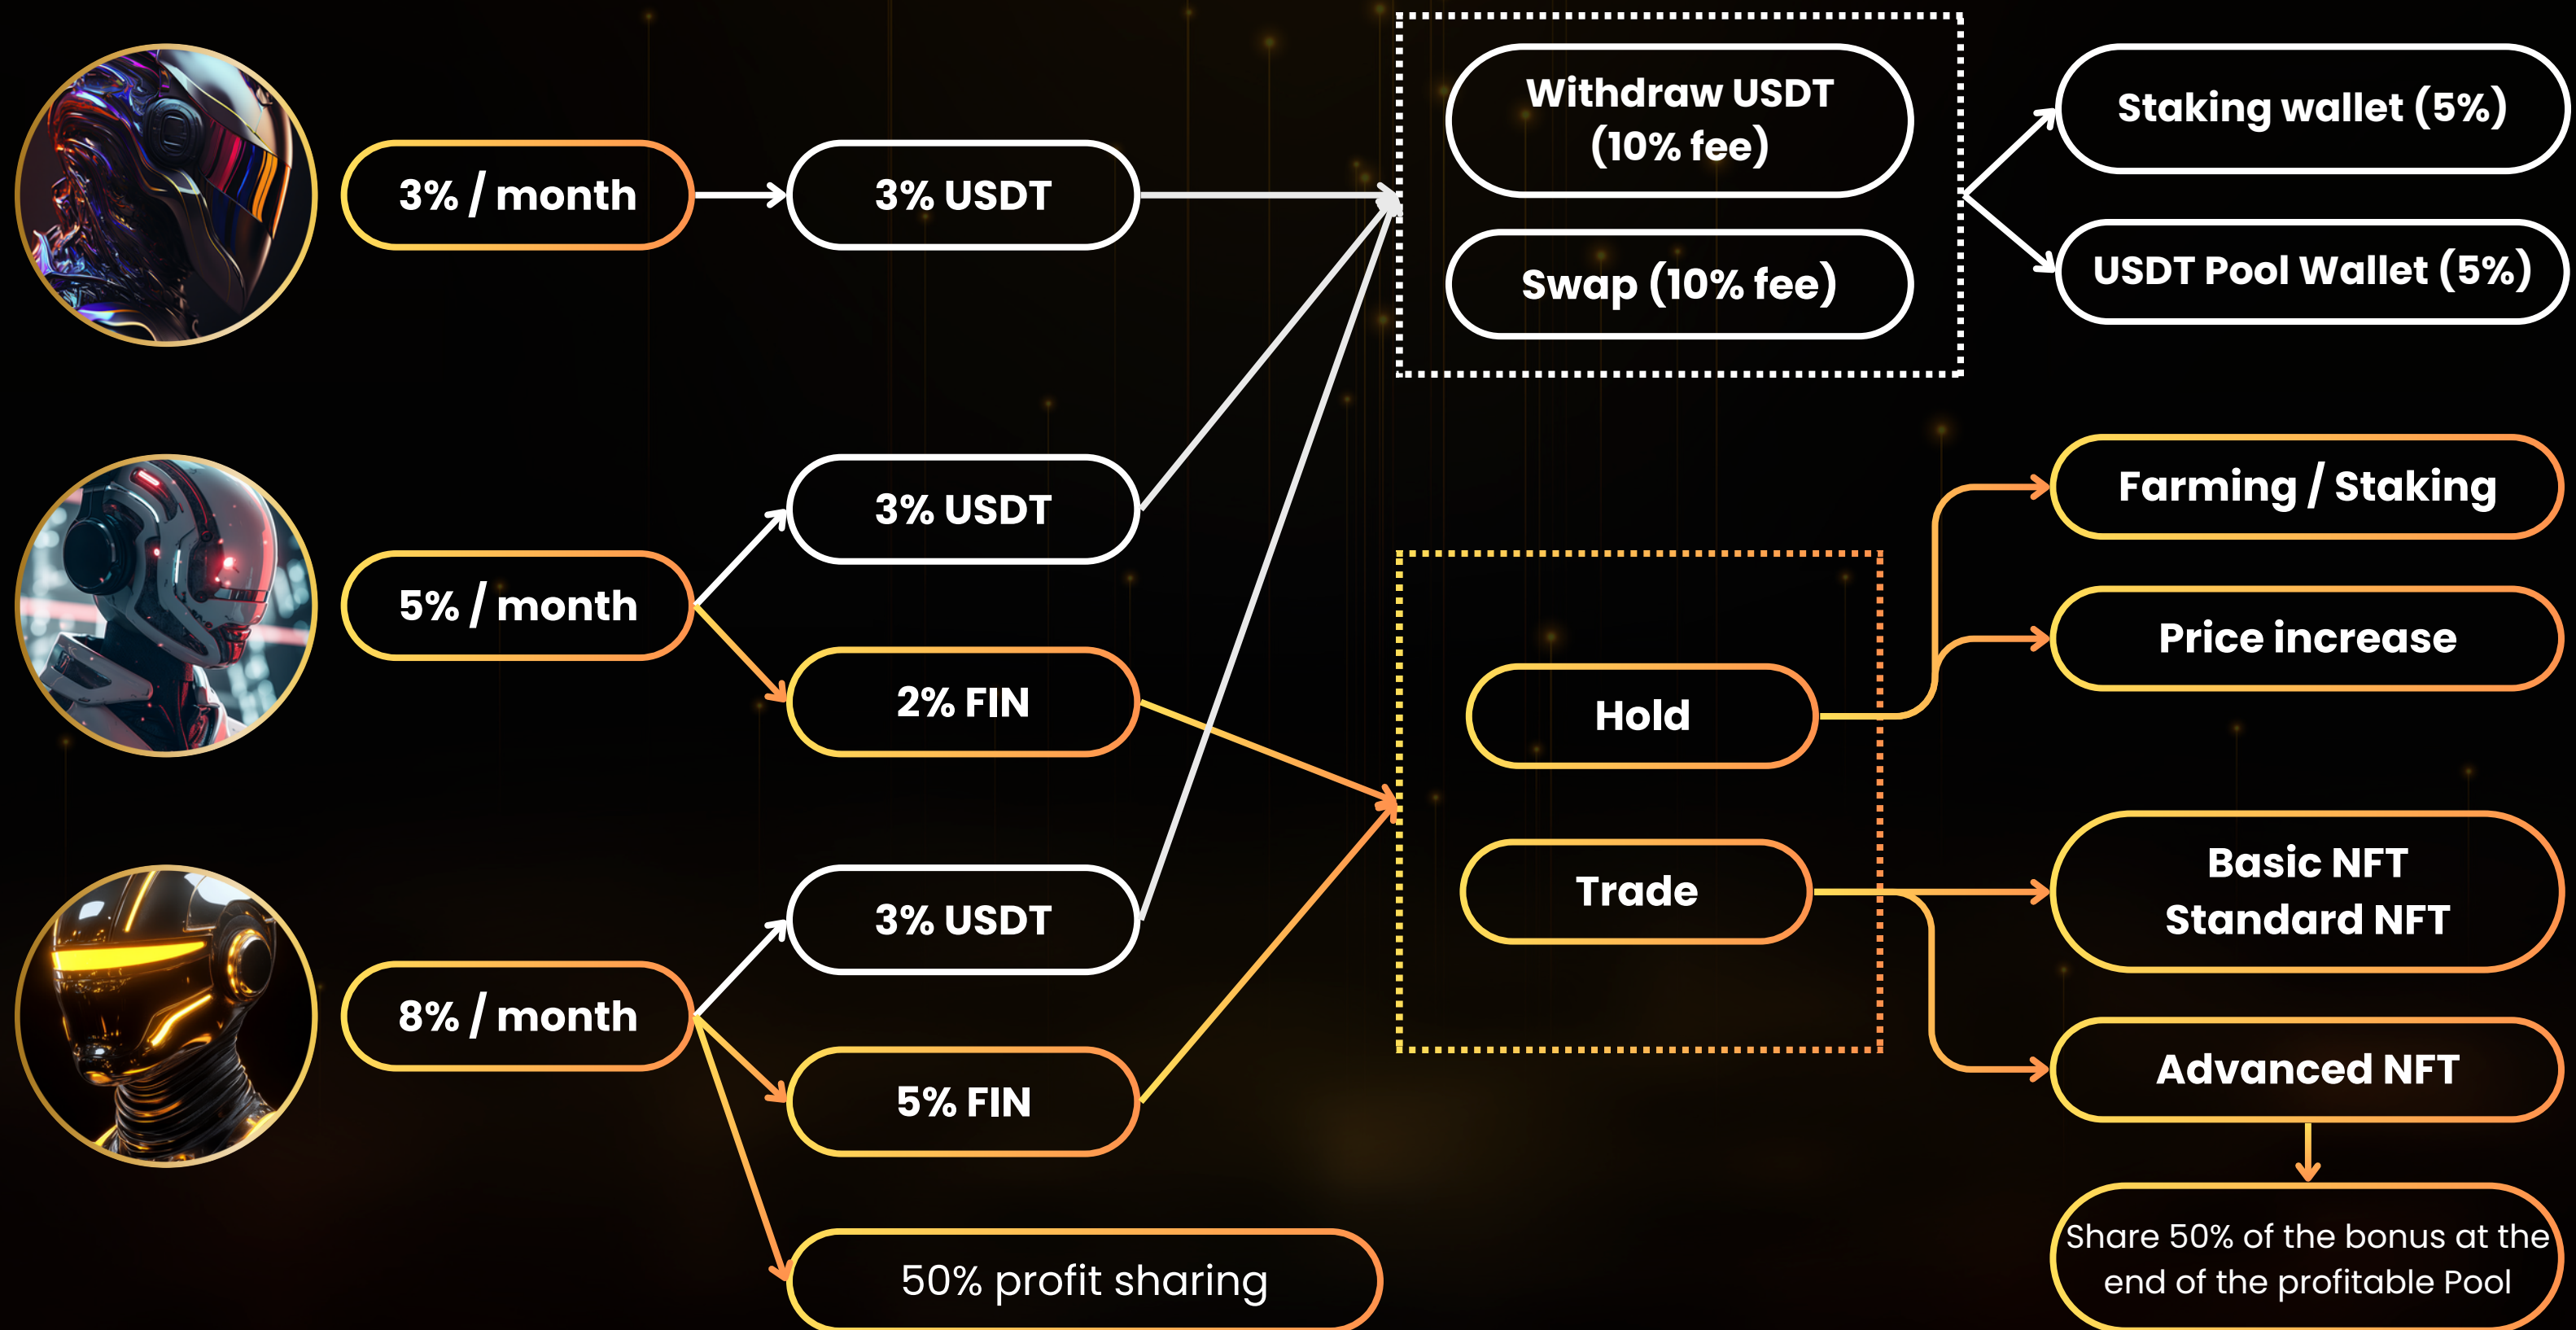 3% / month
3% USDT
Withdraw USDT
(10% fee)
Swap (10% fee)
Staking wallet (5%)
USDT Pool Wallet (5%)
5% / month
3% USDT
2% FIN
Hold
Trade
Farming / Staking
Price increase
Basic NFT
Standard NFT
Advanced NFT
Share 50% of the bonus at the
end of the profitable Pool
8% / month
3% USDT
5% FIN
50% profit sharing